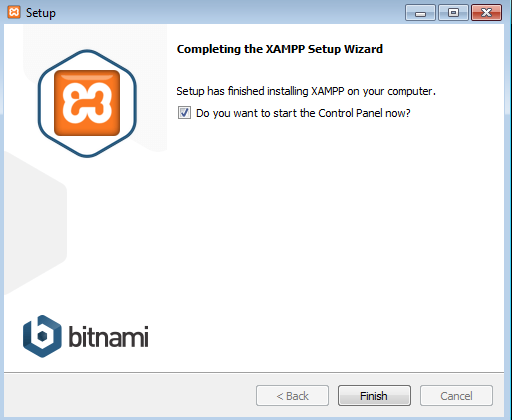 Setup
Completing the XAMPP Setup Wizard
Setup has finished installing XAMPP on your computer.
Do you want to start the Control Panel now?
bitnami
< Back
Finish
Cancel